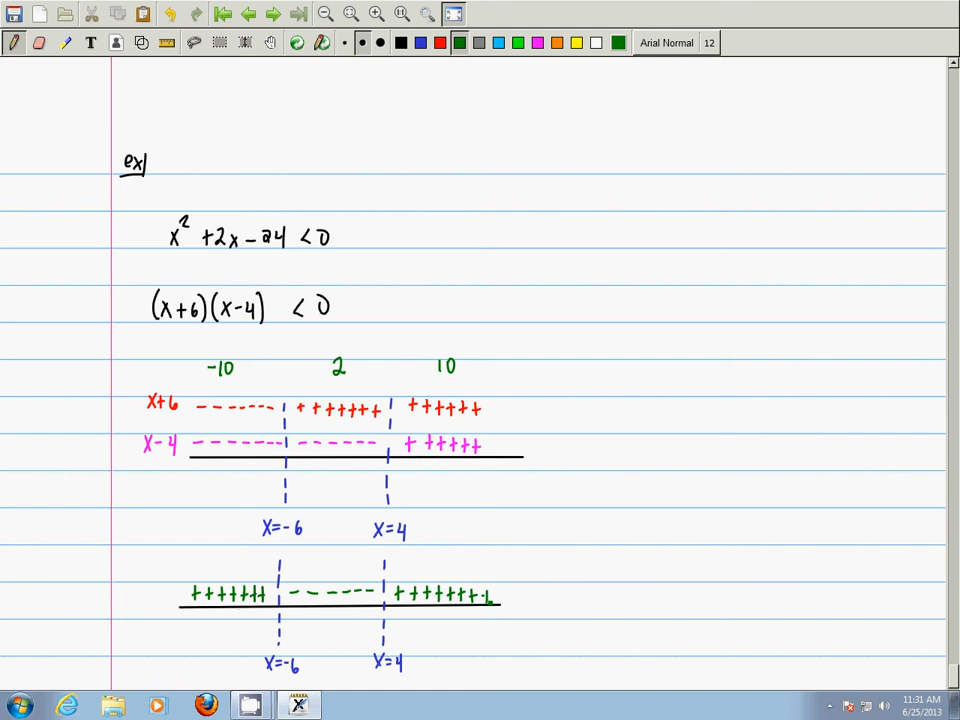 Arial Normal 12
ex|
x² +2x-24 <0
(x+6)(x-4) < 0
-10 2 10
x+6 ------- +++++++ ++++++
x-4 -------- ------- ++++++
x=-6 x=4
+++++++ ------- ++++++++
x=-6 x=4
11:31 AM
6/25/2013